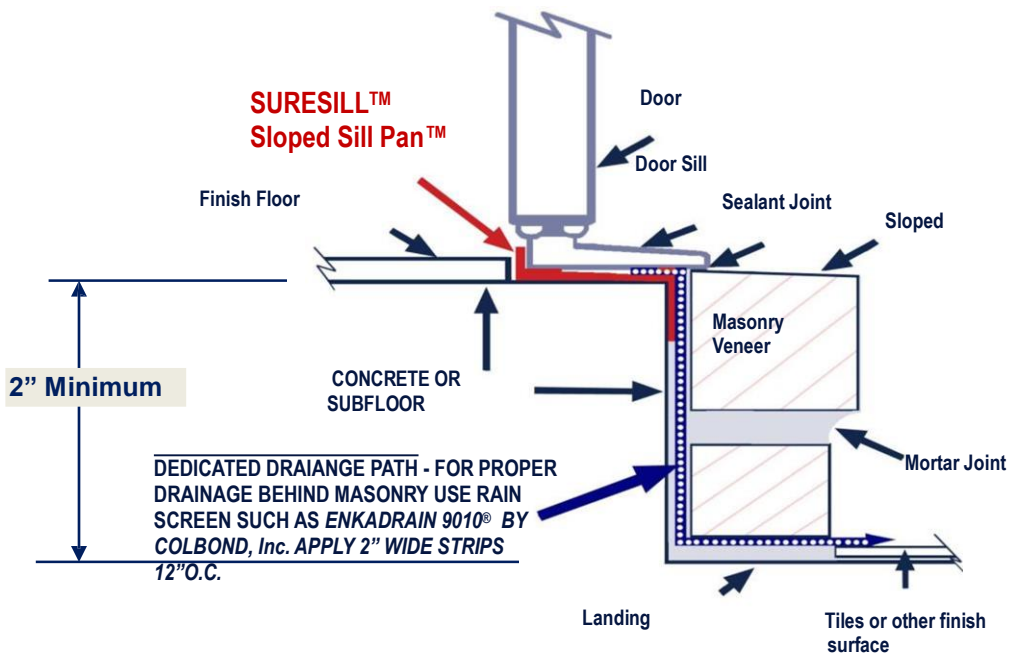 SURESILL™
Sloped Sill Pan™
Door
Door Sill
Finish Floor
Sealant Joint
Sloped
Masonry
Veneer
2” Minimum
CONCRETE OR
SUBFLOOR
DEDICATED DRAIANGE PATH - FOR PROPER
DRAINAGE BEHIND MASONRY USE RAIN
SCREEN SUCH AS ENKADRAIN 9010® BY
COLBOND, Inc. APPLY 2” WIDE STRIPS
12”O.C.
Mortar Joint
Landing
Tiles or other finish
surface